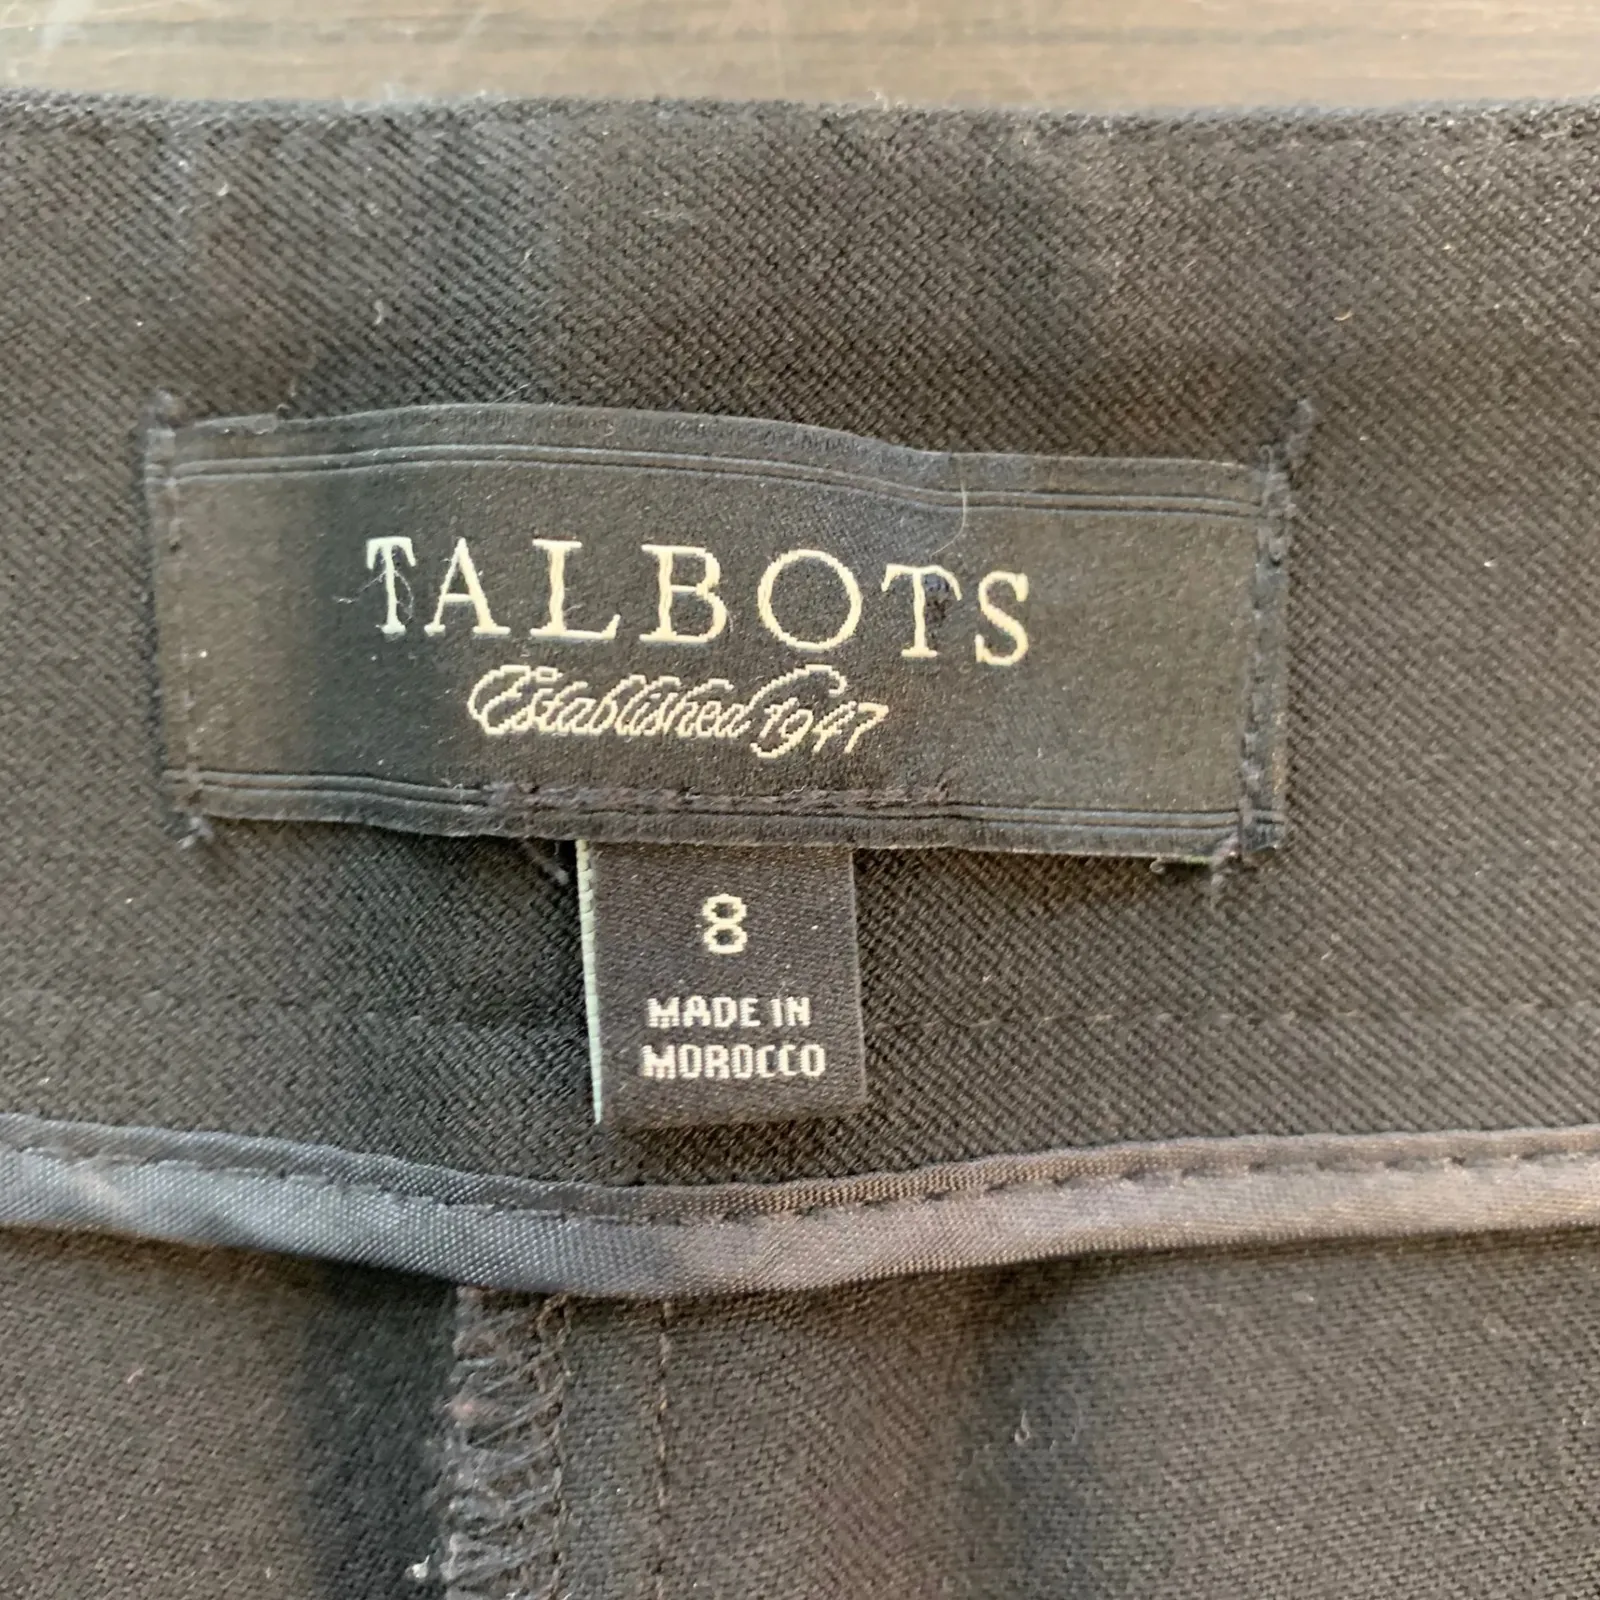 TALBOTS
Established 1947
8
MADE IN
MOROCCO